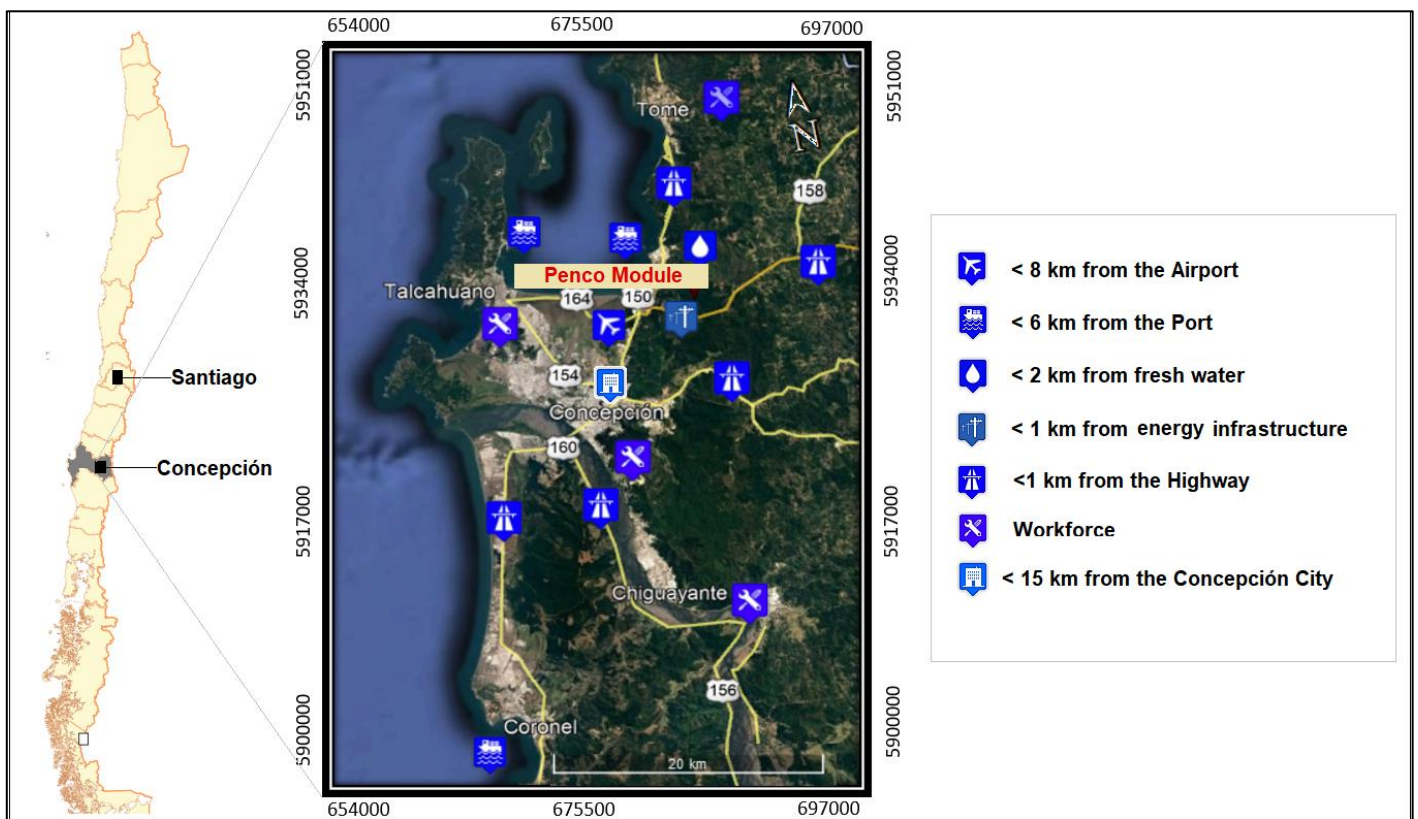 654000
675500
697000
5951000
5951000
Tome
158
5934000
5934000
Penco Module
Talcahuano
164
150
154
Santiago
Concepción
160
Concepción
5917000
5917000
Chiguayante
156
5900000
5900000
Coronel
20 km
654000
675500
697000
N
< 8 km from the Airport
< 6 km from the Port
< 2 km from fresh water
< 1 km from energy infrastructure
<1 km from the Highway
Workforce
< 15 km from the Concepción City